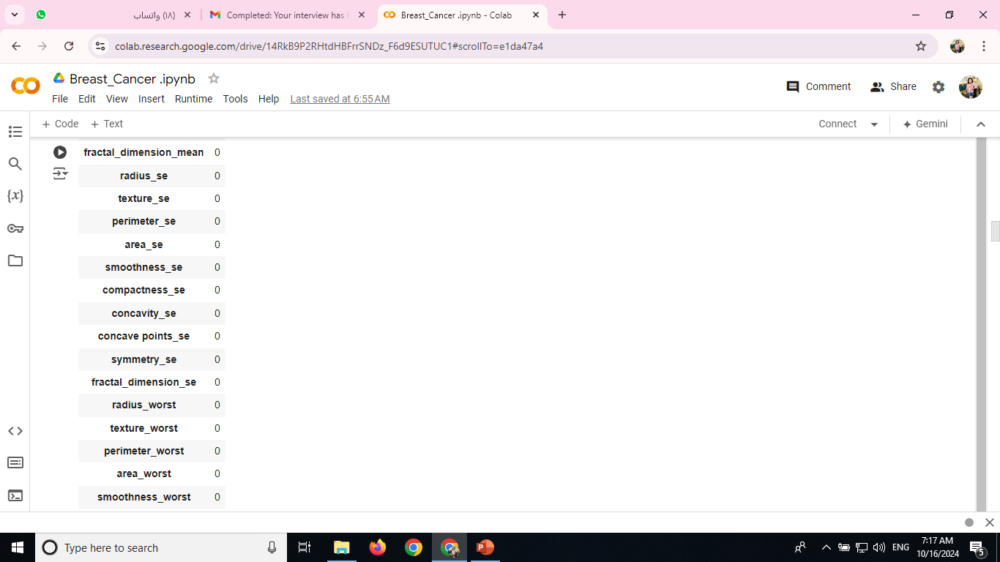 (١٨) واتساب
Completed: Your interview has
Breast_Cancer .ipynb - Colab
colab.research.google.com/drive/14RkB9P2RHtdHBFrrSNDz_F6d9ESUTUC1#scrollTo=e1da47a4
Breast_Cancer .ipynb
Comment Share
File Edit View Insert Runtime Tools Help Last saved at 6:55 AM
+ Code + Text Connect Gemini
fractal_dimension_mean 0
radius_se 0
texture_se 0
perimeter_se 0
area_se 0
smoothness_se 0
compactness_se 0
concavity_se 0
concave points_se 0
symmetry_se 0
fractal_dimension_se 0
radius_worst 0
texture_worst 0
perimeter_worst 0
area_worst 0
smoothness_worst 0
Type here to search
ENG
7:17 AM
10/16/2024
5